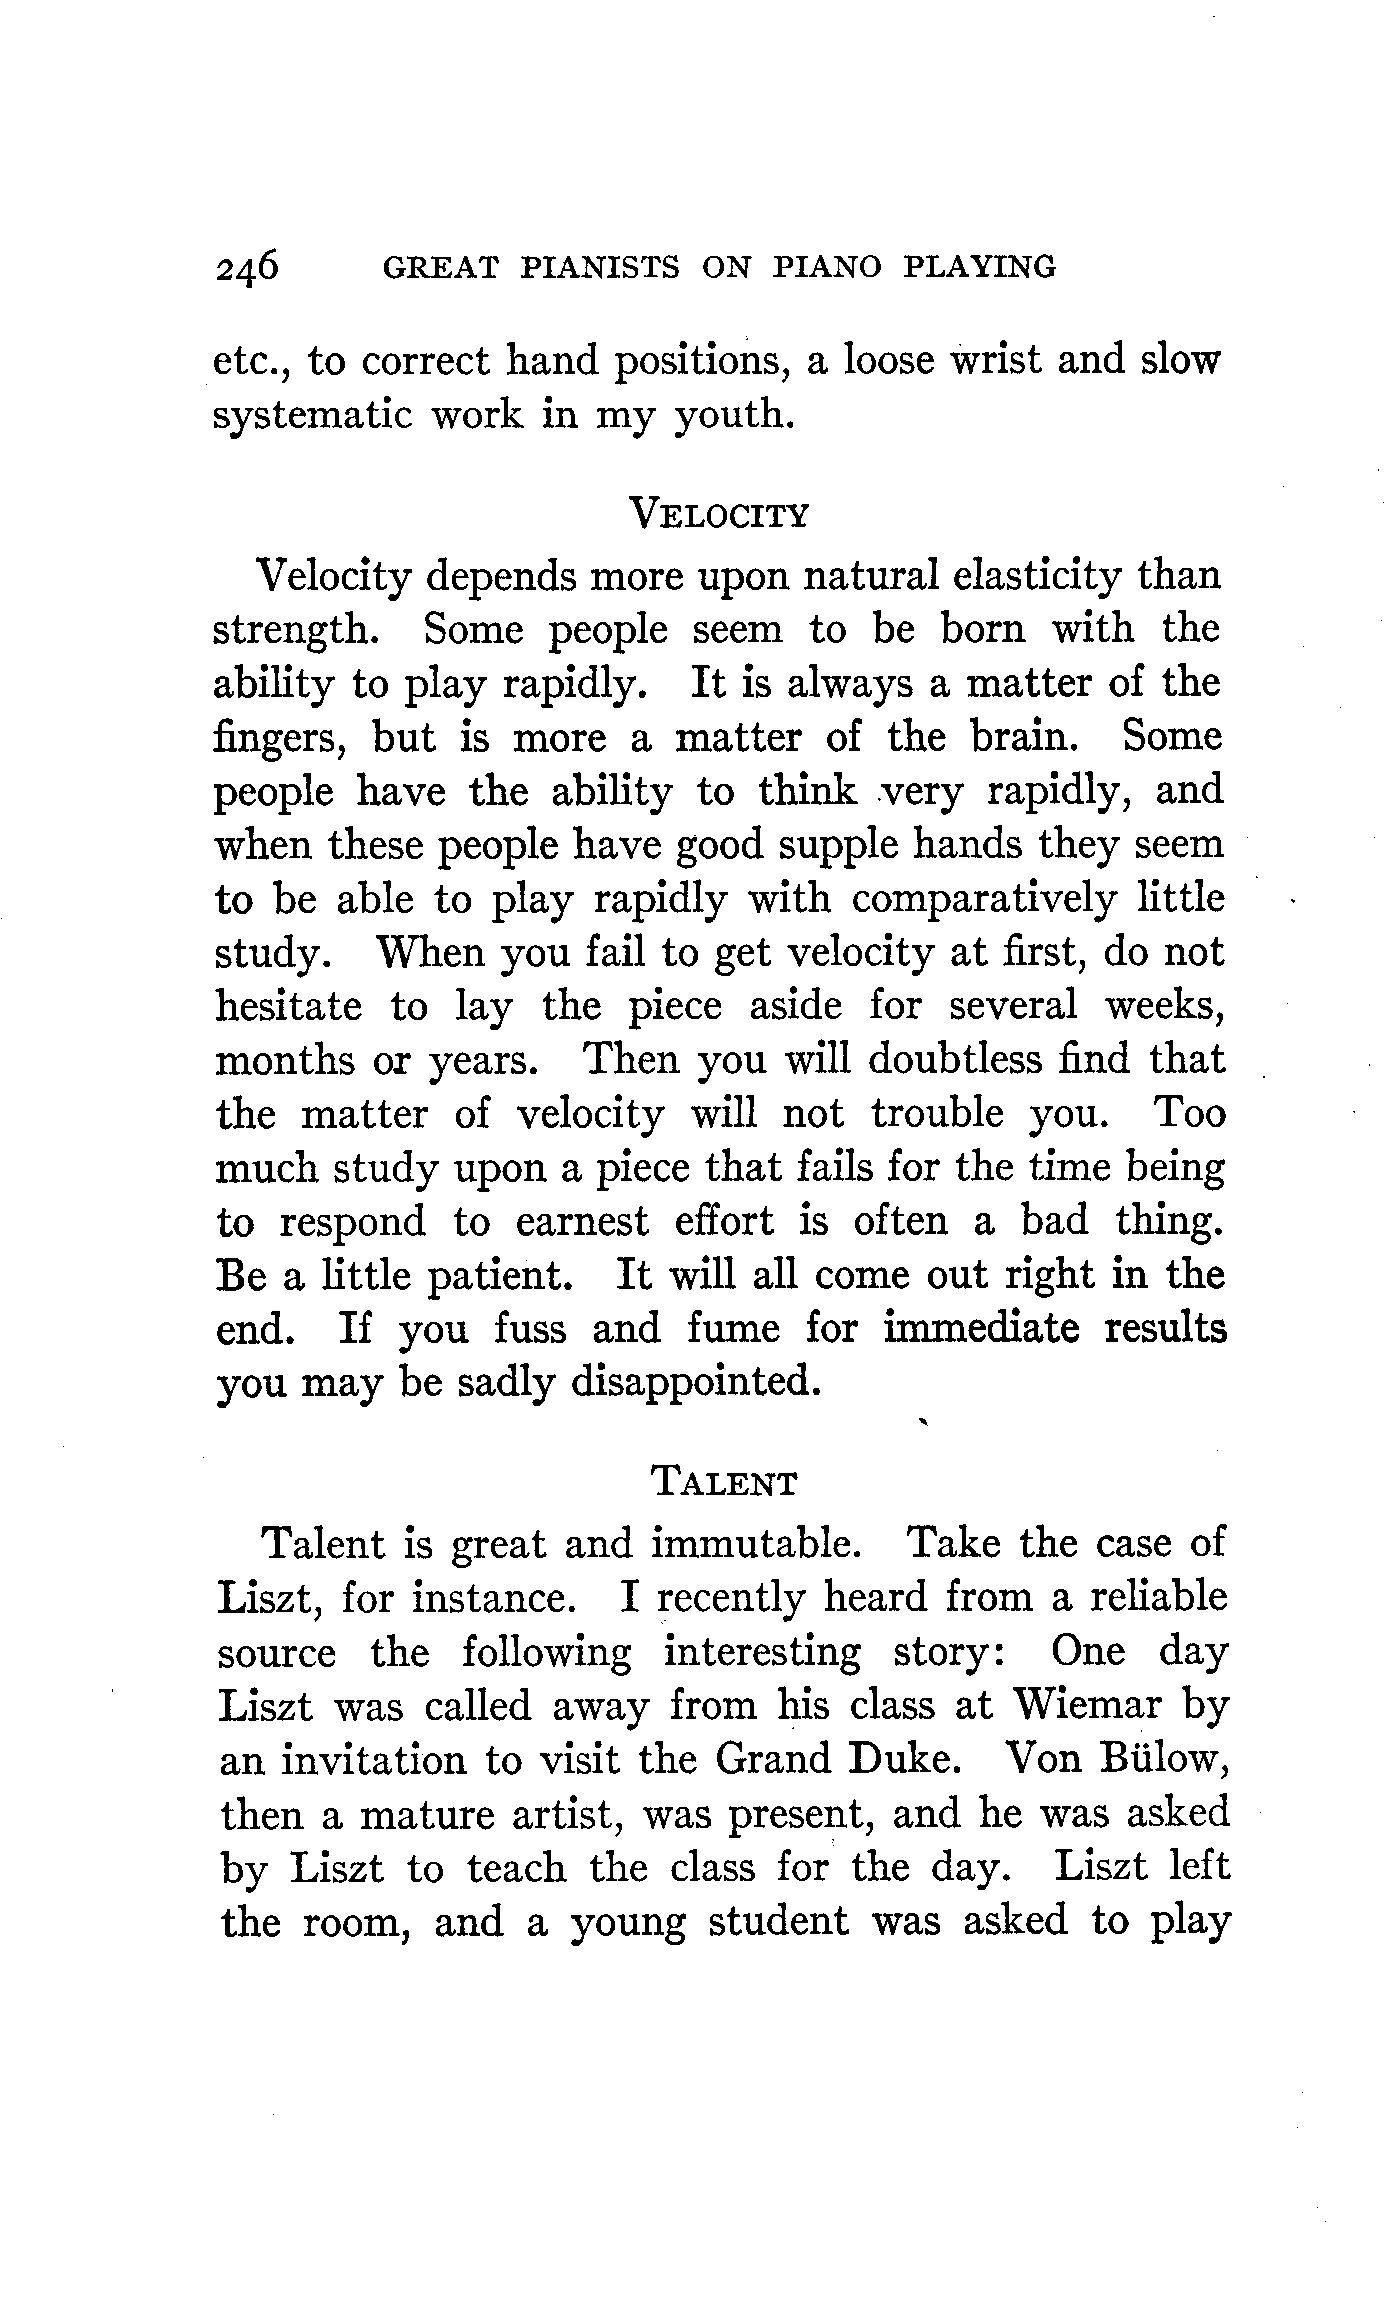 246 GREAT PIANISTS ON PIANO PLAYING
etc., to correct hand positions, a loose wrist and slow
systematic work in my youth.
VELOCITY
Velocity depends more upon natural elasticity than
strength. Some people seem to be born with the
ability to play rapidly. It is always a matter of the
fingers, but is more a matter of the brain. Some
people have the ability to think very rapidly, and
when these people have good supple hands they seem
to be able to play rapidly with comparatively little
study. When you fail to get velocity at first, do not
hesitate to lay the piece aside for several weeks,
months or years. Then you will doubtless find that
the matter of velocity will not trouble you. Too
much study upon a piece that fails for the time being
to respond to earnest effort is often a bad thing.
Be a little patient. It will all come out right in the
end. If you fuss and fume for immediate results
you may be sadly disappointed.
TALENT
Talent is great and immutable. Take the case of
Liszt, for instance. I recently heard from a reliable
source the following interesting story: One day
Liszt was called away from his class at Wiemar by
an invitation to visit the Grand Duke. Von Bülow,
then a mature artist, was present, and he was asked
by Liszt to teach the class for the day. Liszt left
the room, and a young student was asked to play